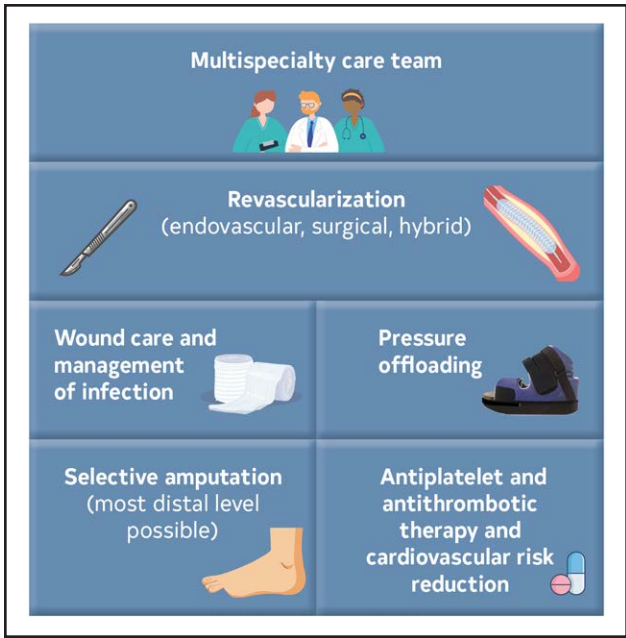 Multispecialty care team
Revascularization
(endovascular, surgical, hybrid)
Wound care and
management
of infection
Pressure
offloading
Selective amputation
(most distal level
possible)
Antiplatelet and
antithrombotic
therapy and
cardiovascular risk
reduction